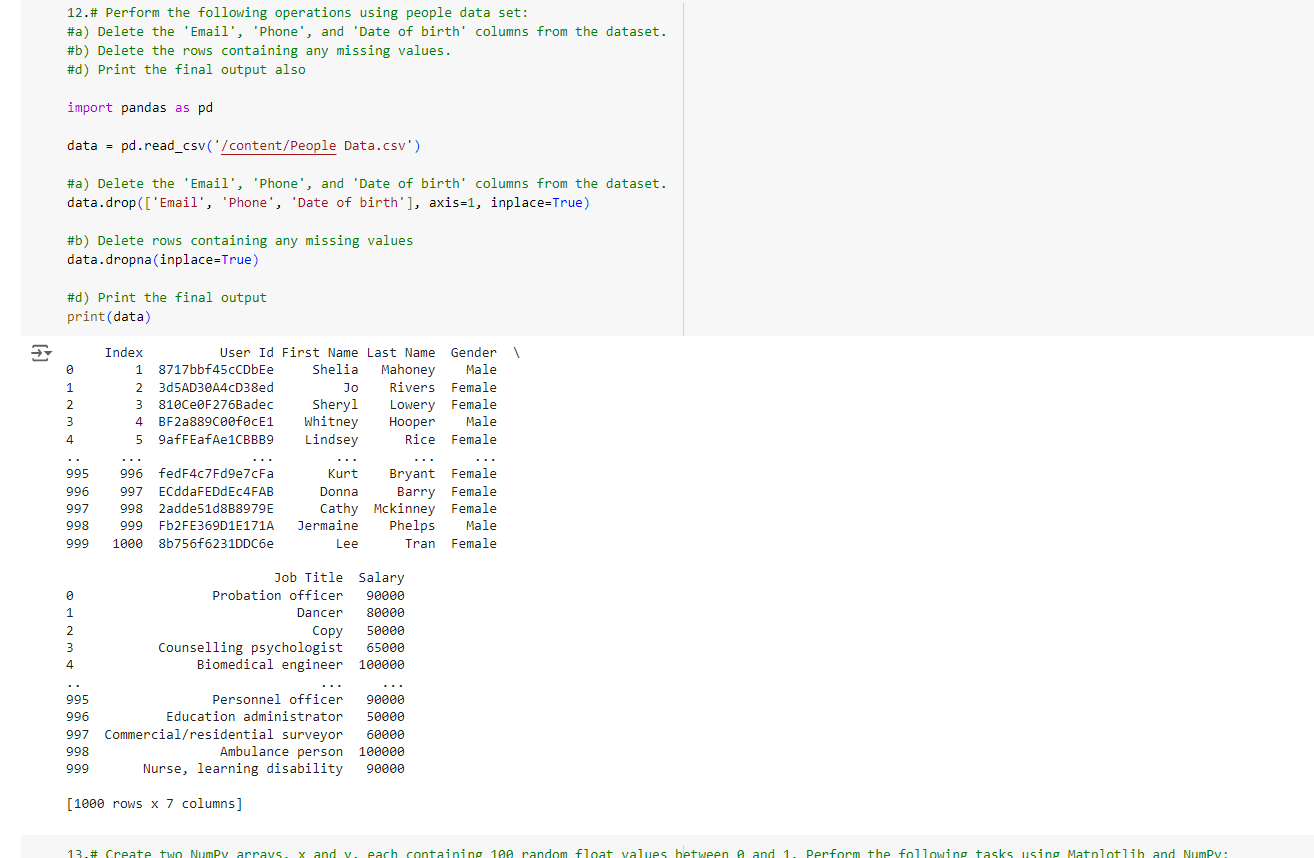 12.# Perform the following operations using people data set:
#a) Delete the 'Email', 'Phone', and 'Date of birth' columns from the dataset.
#b) Delete the rows containing any missing values.
#d) Print the final output also
import pandas as pd
data = pd.read_csv('/content/People Data.csv')
#a) Delete the 'Email', 'Phone', and 'Date of birth' columns from the dataset.
data.drop(['Email', 'Phone', 'Date of birth'], axis=1, inplace=True)
#b) Delete rows containing any missing values
data.dropna(inplace=True)
#d) Print the final output
print(data)
Index User Id First Name Last Name Gender \
0 1 8717bbf45cCDbEe Shelia Mahoney Male
1 2 3d5AD30A4cD38ed Jo Rivers Female
2 3 810Ce0F276Badec Sheryl Lowery Female
3 4 BF2a889C00f0cE1 Whitney Hooper Male
4 5 9afFEafAe1CBBB9 Lindsey Rice Female
.. ... ... ... ... ...
995 996 fedF4c7Fd9e7cFa Kurt Bryant Female
996 997 ECddaFEDdEc4FAB Donna Barry Female
997 998 2adde51d8B8979E Cathy Mckinney Female
998 999 Fb2FE369D1E171A Jermaine Phelps Male
999 1000 8b756f6231DDC6e Lee Tran Female
Job Title Salary
0 Probation officer 90000
1 Dancer 80000
2 Copy 50000
3 Counselling psychologist 65000
4 Biomedical engineer 100000
.. ... ...
995 Personnel officer 90000
996 Education administrator 50000
997 Commercial/residential surveyor 60000
998 Ambulance person 100000
999 Nurse, learning disability 90000
[1000 rows x 7 columns]
13.# Create two NumPy arrays, x and y, each containing 100 random float values between 0 and 1. Perform the following tasks using Matplotlib and NumPy: